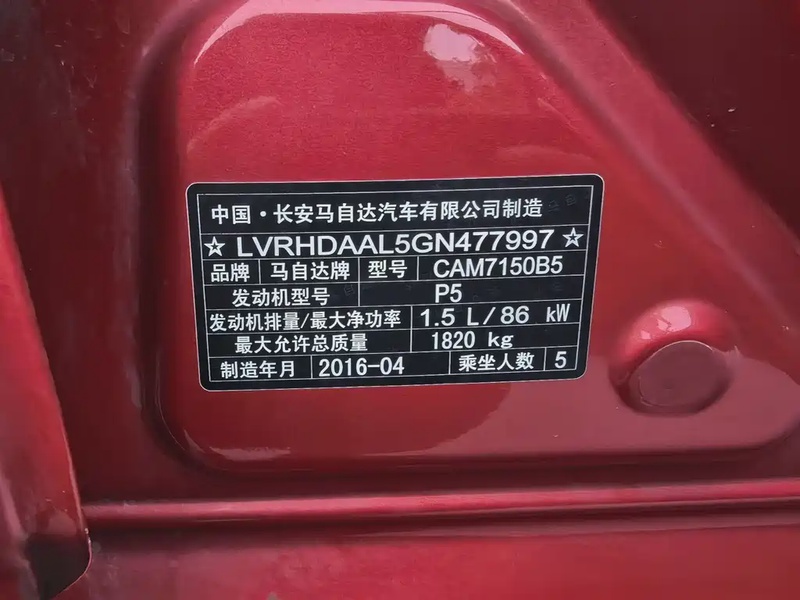 中国·长安马自达汽车有限公司制造
☆LVRHDAAL5GN477997☆
品牌 马自达牌 型号 CAM7150B5
发动机型号 P5
发动机排量/最大净功率 1.5 L/86 kW
最大允许总质量 1820 kg
制造年月 2016-04 乘坐人数 5